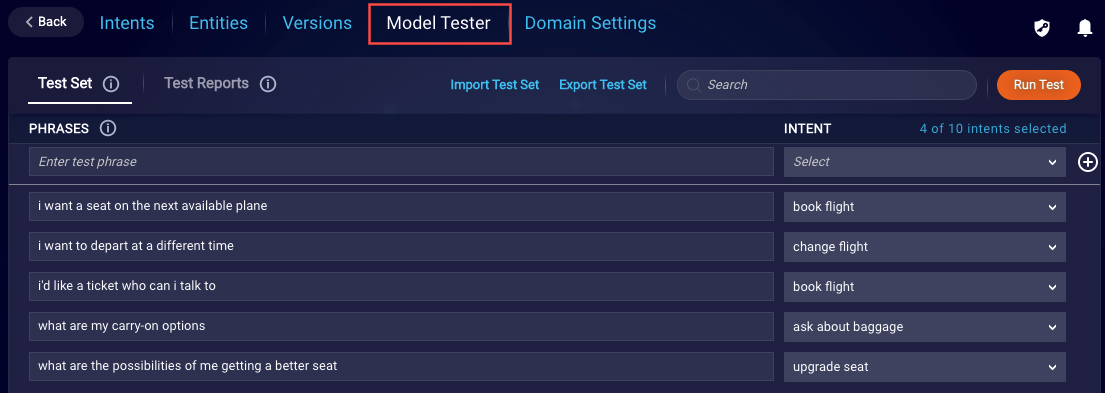 Back Intents Entities Versions Model Tester Domain Settings
Test Set Test Reports Import Test Set Export Test Set Search Run Test
PHRASES INTENT 4 of 10 intents selected
Enter test phrase Select
i want a seat on the next available plane book flight
i want to depart at a different time change flight
i'd like a ticket who can i talk to book flight
what are my carry-on options ask about baggage
what are the possibilities of me getting a better seat upgrade seat